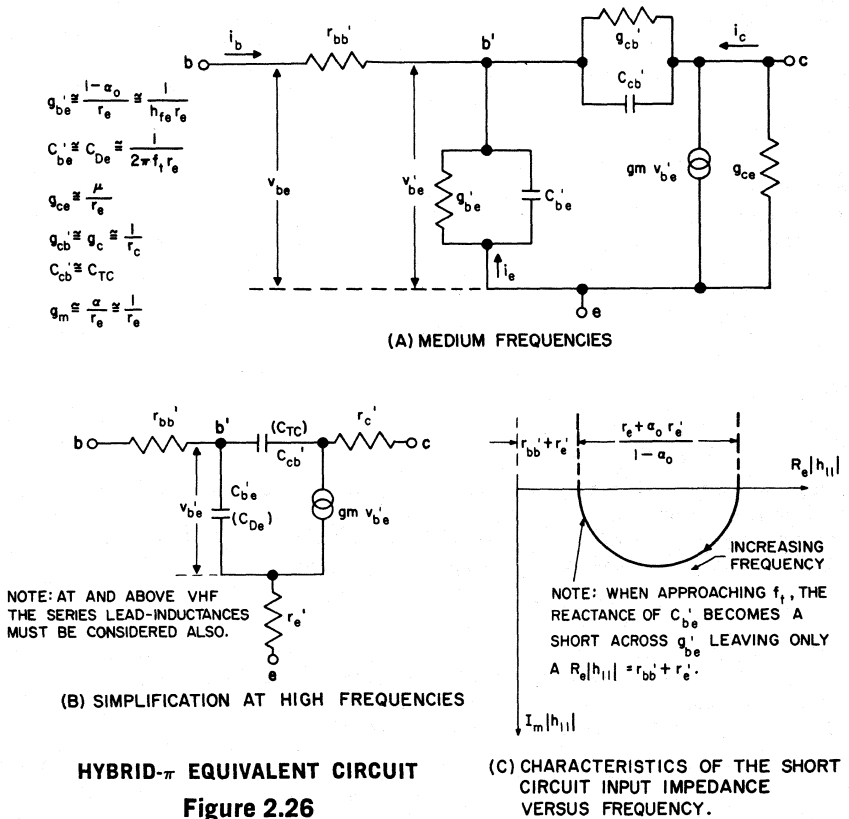 b
i_b
r_bb'
b'
g_cb'
C_cb'
i_c
c
g_b'e ≅ (1-α_o)/r_e ≅ 1/(h_fe r_e)
C_b'e ≅ C_De ≅ 1/(2π f_t r_e)
g_ce ≅ μ/r_e
g_cb' ≅ g_c ≅ 1/r_c
C_cb' ≅ C_TC
g_m ≅ α/r_e ≅ 1/r_e
v_be
v_b'e
g_b'e
C_b'e
gm v_b'e
g_ce
i_e
e
(A) MEDIUM FREQUENCIES
b
r_bb'
b'
(C_TC)
C_cb'
r_c'
c
v_b'e
C_b'e
(C_De)
gm v_b'e
NOTE: AT AND ABOVE VHF
THE SERIES LEAD-INDUCTANCES
MUST BE CONSIDERED ALSO.
r_e'
e
(B) SIMPLIFICATION AT HIGH FREQUENCIES
r_bb' + r_e'
(r_e + α_o r_e')/(1-α_o)
R_e|h_11|
INCREASING
FREQUENCY
NOTE: WHEN APPROACHING f_t, THE
REACTANCE OF C_b'e BECOMES A
SHORT ACROSS g_b'e LEAVING ONLY
A R_e|h_11| = r_bb' + r_e'.
I_m|h_11|
(C) CHARACTERISTICS OF THE SHORT
CIRCUIT INPUT IMPEDANCE
VERSUS FREQUENCY.
HYBRID-π EQUIVALENT CIRCUIT
Figure 2.26